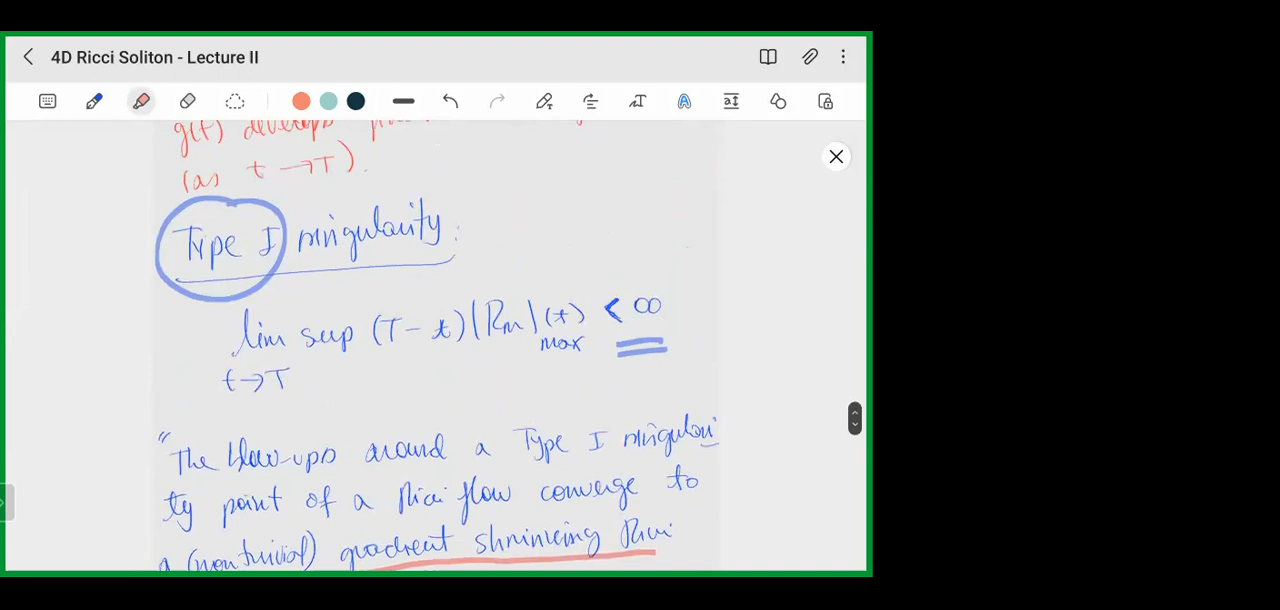 4D Ricci Soliton - Lecture II
g(t) develops
(as t → T).
Type I singularity:
lim sup (T - t) |Rm|(t) < ∞
t → T max
"The blow-ups around a Type I singulari
ty point of a Ricci flow converge to
a (nontrivial) gradient shrinking Ricci